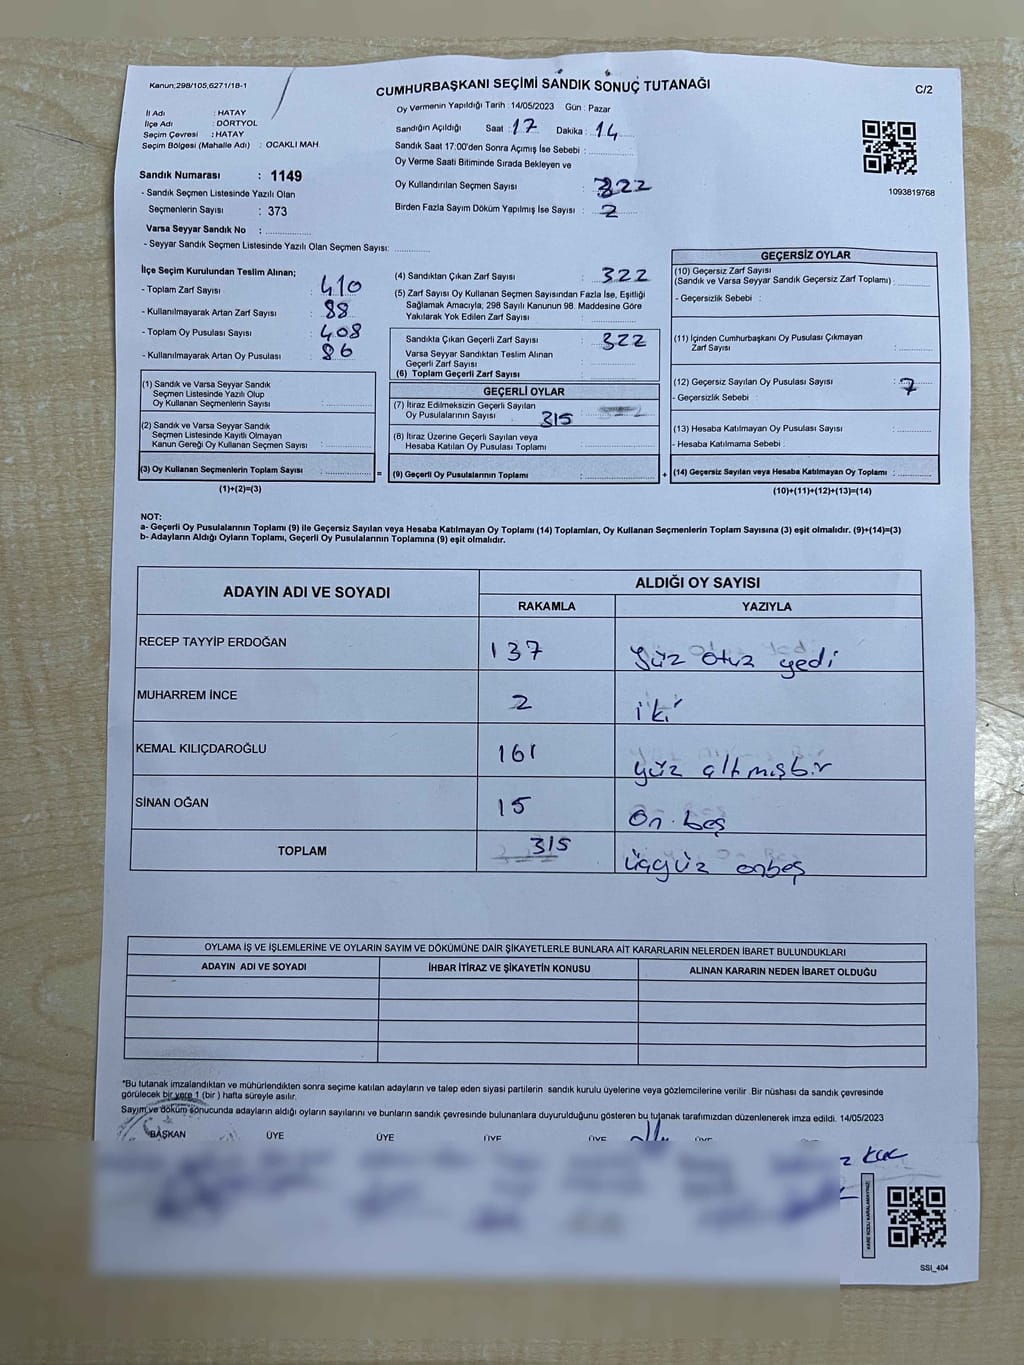 Kanun;298/105,6271/18-1
CUMHURBAŞKANI SEÇİMİ SANDIK SONUÇ TUTANAĞI
C/2
İl Adı : HATAY
İlçe Adı : DÖRTYOL
Seçim Çevresi : HATAY
Seçim Bölgesi (Mahalle Adı) : OCAKLI MAH
Oy Vermenin Yapıldığı Tarih : 14/05/2023 Gün : Pazar
Sandığın Açıldığı Saat : 17 Dakika : 14
Sandık Saat 17:00'den Sonra Açımış İse Sebebi :
Oy Verme Saati Bitiminde Sırada Bekleyen ve
Oy Kullandırılan Seçmen Sayısı : 322
Birden Fazla Sayım Döküm Yapılmış İse Sayısı : 2
1093819768
Sandık Numarası : 1149
- Sandık Seçmen Listesinde Yazılı Olan
Seçmenlerin Sayısı : 373
Varsa Seyyar Sandık No :
- Seyyar Sandık Seçmen Listesinde Yazılı Olan Seçmen Sayısı:
İlçe Seçim Kurulundan Teslim Alınan;
- Toplam Zarf Sayısı : 410
- Kullanılmayarak Artan Zarf Sayısı : 88
- Toplam Oy Pusulası Sayısı : 408
- Kullanılmayarak Artan Oy Pusulası : 86
(1) Sandık ve Varsa Seyyar Sandık
Seçmen Listesinde Yazılı Olup
Oy Kullanan Seçmenlerin Sayısı :
(2) Sandık ve Varsa Seyyar Sandık
Seçmen Listesinde Kayıtlı Olmayan
Kanun Gereği Oy Kullanan Seçmen Sayısı :
(3) Oy Kullanan Seçmenlerin Toplam Sayısı : =
(1)+(2)=(3)
(4) Sandıktan Çıkan Zarf Sayısı : 322
(5) Zarf Sayısı Oy Kullanan Seçmen Sayısından Fazla İse, Eşitliği
Sağlamak Amacıyla, 298 Sayılı Kanunun 98. Maddesine Göre
Yakılarak Yok Edilen Zarf Sayısı :
Sandıkta Çıkan Geçerli Zarf Sayısı : 322
Varsa Seyyar Sandıktan Teslim Alınan
Geçerli Zarf Sayısı :
(6) Toplam Geçerli Zarf Sayısı :
GEÇERLİ OYLAR
(7) İtiraz Edilmeksizin Geçerli Sayılan
Oy Pusulalarının Sayısı 315
(8) İtiraz Üzerine Geçerli Sayılan veya
Hesaba Katılan Oy Pusulası Toplamı :
(9) Geçerli Oy Pusulalarının Toplamı : +
GEÇERSİZ OYLAR
(10) Geçersiz Zarf Sayısı
(Sandık ve Varsa Seyyar Sandık Geçersiz Zarf Toplamı) :
- Geçersizlik Sebebi :
(11) İçinden Cumhurbaşkanı Oy Pusulası Çıkmayan
Zarf Sayısı :
(12) Geçersiz Sayılan Oy Pusulası Sayısı : 7
- Geçersizlik Sebebi :
(13) Hesaba Katılmayan Oy Pusulası Sayısı :
- Hesaba Katılmama Sebebi :
(14) Geçersiz Sayılan veya Hesaba Katılmayan Oy Toplamı :
(10)+(11)+(12)+(13)=(14)
NOT:
a- Geçerli Oy Pusulalarının Toplamı (9) ile Geçersiz Sayılan veya Hesaba Katılmayan Oy Toplamı (14) Toplamları, Oy Kullanan Seçmenlerin Toplam Sayısına (3) eşit olmalıdır. (9)+(14)=(3)
b- Adayların Aldığı Oyların Toplamı, Geçerli Oy Pusulalarının Toplamına (9) eşit olmalıdır.
ADAYIN ADI VE SOYADI ALDIĞI OY SAYISI
RAKAMLA YAZIYLA
RECEP TAYYİP ERDOĞAN 137 Yüz otuz yedi
MUHARREM İNCE 2 iki
KEMAL KILIÇDAROĞLU 161 yüz altmışbir
SİNAN OĞAN 15 On beş
TOPLAM 315 üçyüz onbeş
OYLAMA İŞ VE İŞLEMLERİNE VE OYLARIN SAYIM VE DÖKÜMÜNE DAİR ŞİKAYETLERLE BUNLARA AİT KARARLARIN NELERDEN İBARET BULUNDUKLARI
ADAYIN ADI VE SOYADI İHBAR İTİRAZ VE ŞİKAYETİN KONUSU ALINAN KARARIN NEDEN İBARET OLDUĞU
*Bu tutanak imzalandıktan ve mühürlendikten sonra seçime katılan adayların ve talep eden siyasi partilerin sandık kurulu üyelerine veya gözlemcilerine verilir. Bir nüshası da sandık çevresinde
görülecek bir yere 1 (bir ) hafta süreyle asılır.
Sayım ve döküm sonucunda adayların aldığı oyların sayılarını ve bunların sandık çevresinde bulunanlara duyurulduğunu gösteren bu tutanak tarafımızdan düzenlenerek imza edildi. 14/05/2023
BAŞKAN ÜYE ÜYE ÜYE ÜYE ÜYE
SSİ_404